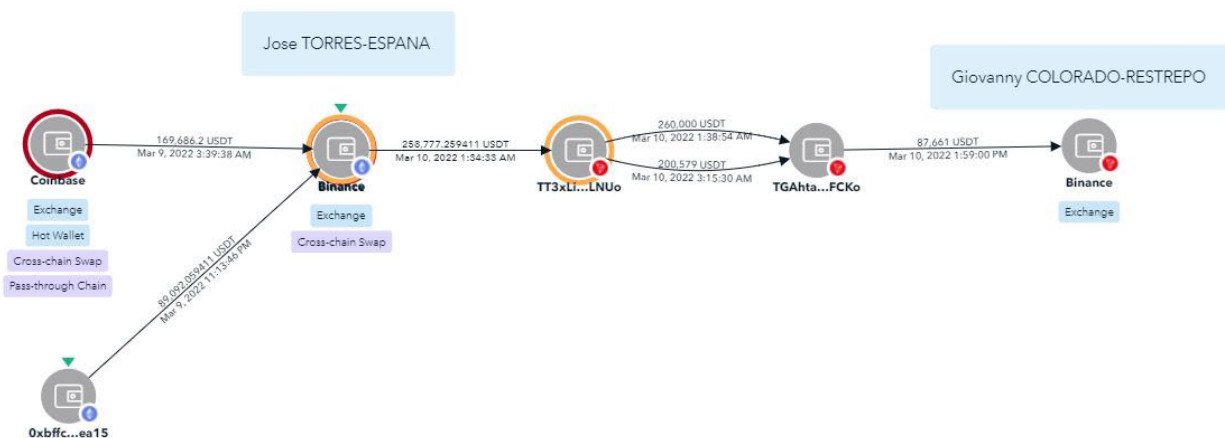 Jose TORRES-ESPANA
Giovanny COLORADO-RESTREPO
169,686.2 USDT
Mar 9, 2022 3:39:38 AM
258,777.259411 USDT
Mar 10, 2022 1:34:33 AM
260,000 USDT
Mar 10, 2022 1:38:54 AM
200,579 USDT
Mar 10, 2022 3:15:30 AM
87,661 USDT
Mar 10, 2022 1:59:00 PM
Coinbase
Exchange
Hot Wallet
Cross-chain Swap
Pass-through Chain
Binance
Exchange
Cross-chain Swap
TT3xLi...LNUo
TGAhta...FCKo
Binance
Exchange
89,092.059411 USDT
Mar 9, 2022 11:13:46 PM
0xbffc...ea15